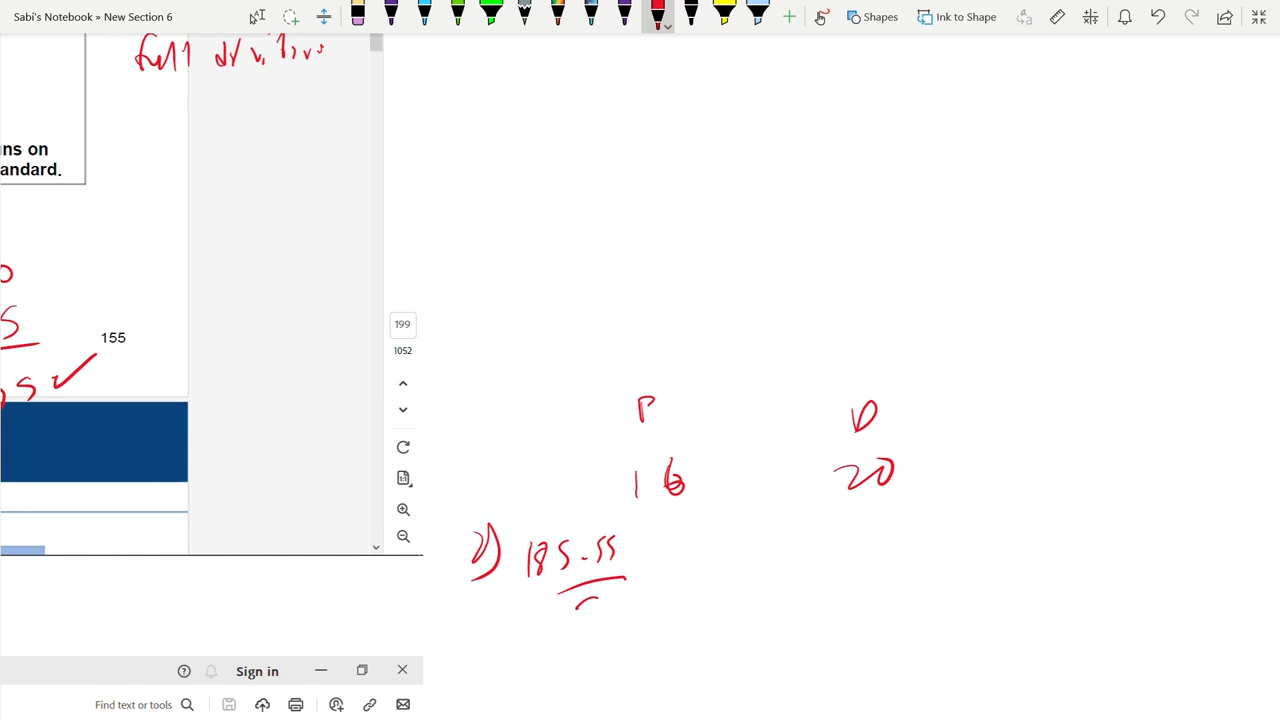 Sabi's Notebook » New Section 6
Shapes
Ink to Shape
full
ns on
andard.
155
199
1052
P
D
16
20
2) 185.55
Sign in
Find text or tools